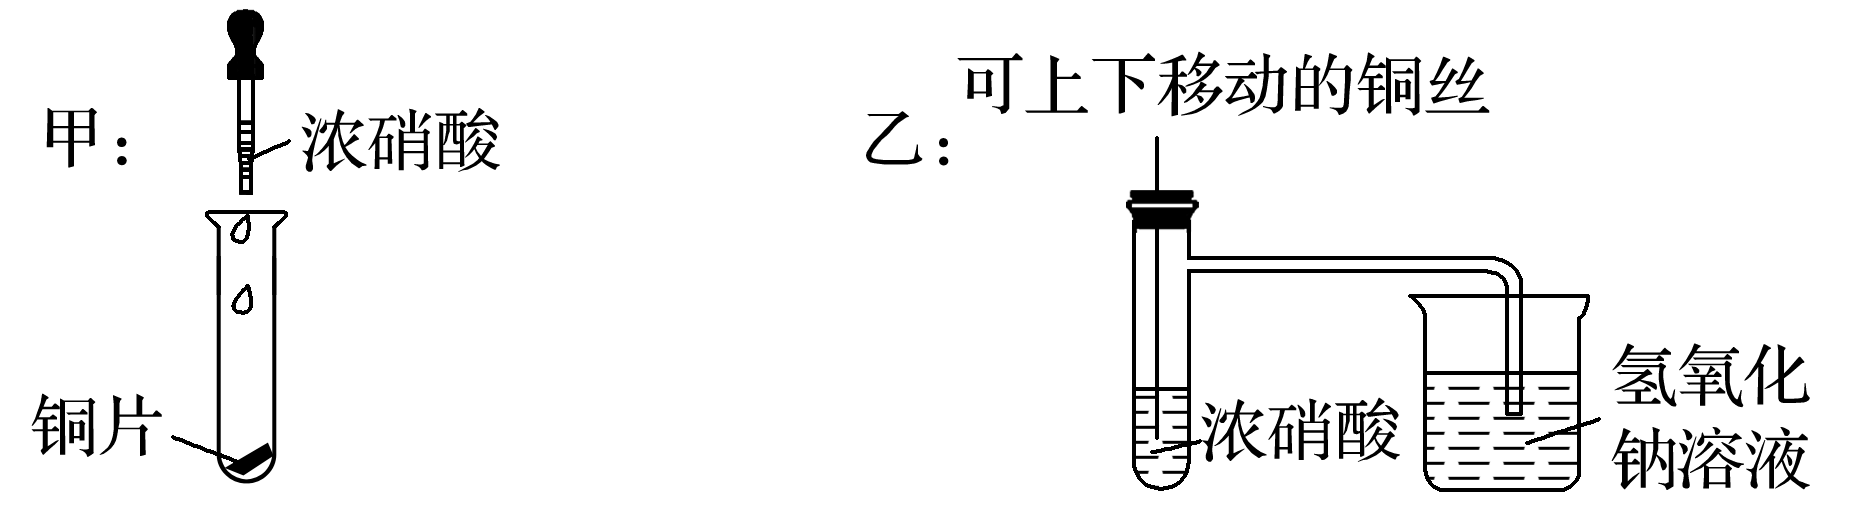 甲：
浓硝酸
铜片
乙：
可上下移动的铜丝
浓硝酸
氢氧化
钠溶液